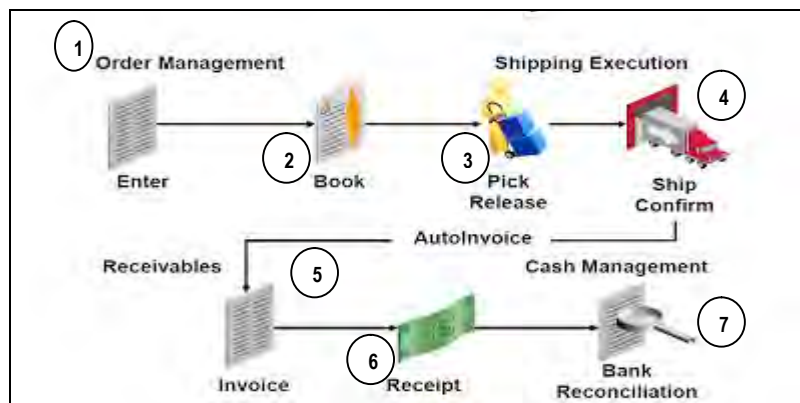 1
Order Management
Shipping Execution
4
2
3
Enter
Book
Pick
Release
Ship
Confirm
AutoInvoice
Receivables
5
Cash Management
6
7
Invoice
Receipt
Bank
Reconciliation